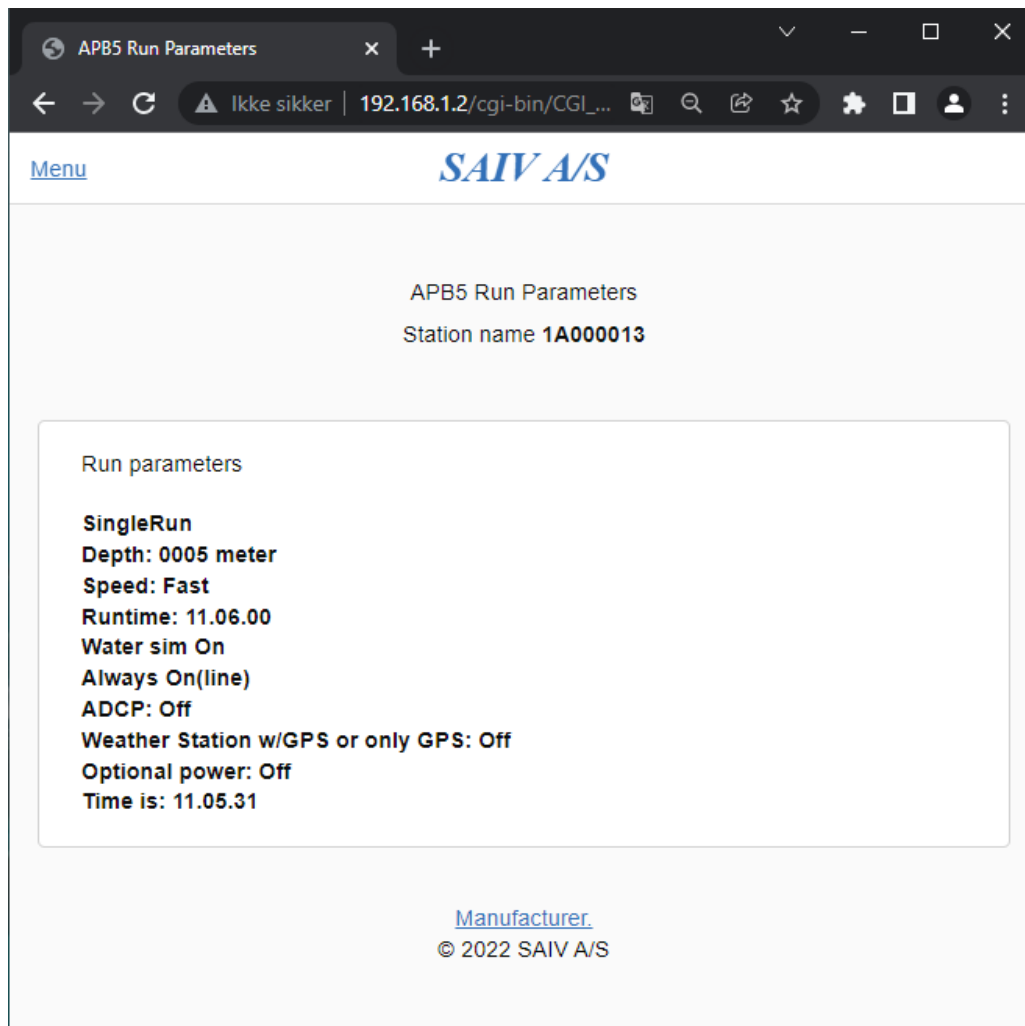 APB5 Run Parameters
Ikke sikker | 192.168.1.2/cgi-bin/CGI_...
Menu
SAIV A/S
APB5 Run Parameters
Station name 1A000013
Run parameters
SingleRun
Depth: 0005 meter
Speed: Fast
Runtime: 11.06.00
Water sim On
Always On(line)
ADCP: Off
Weather Station w/GPS or only GPS: Off
Optional power: Off
Time is: 11.05.31
Manufacturer.
© 2022 SAIV A/S